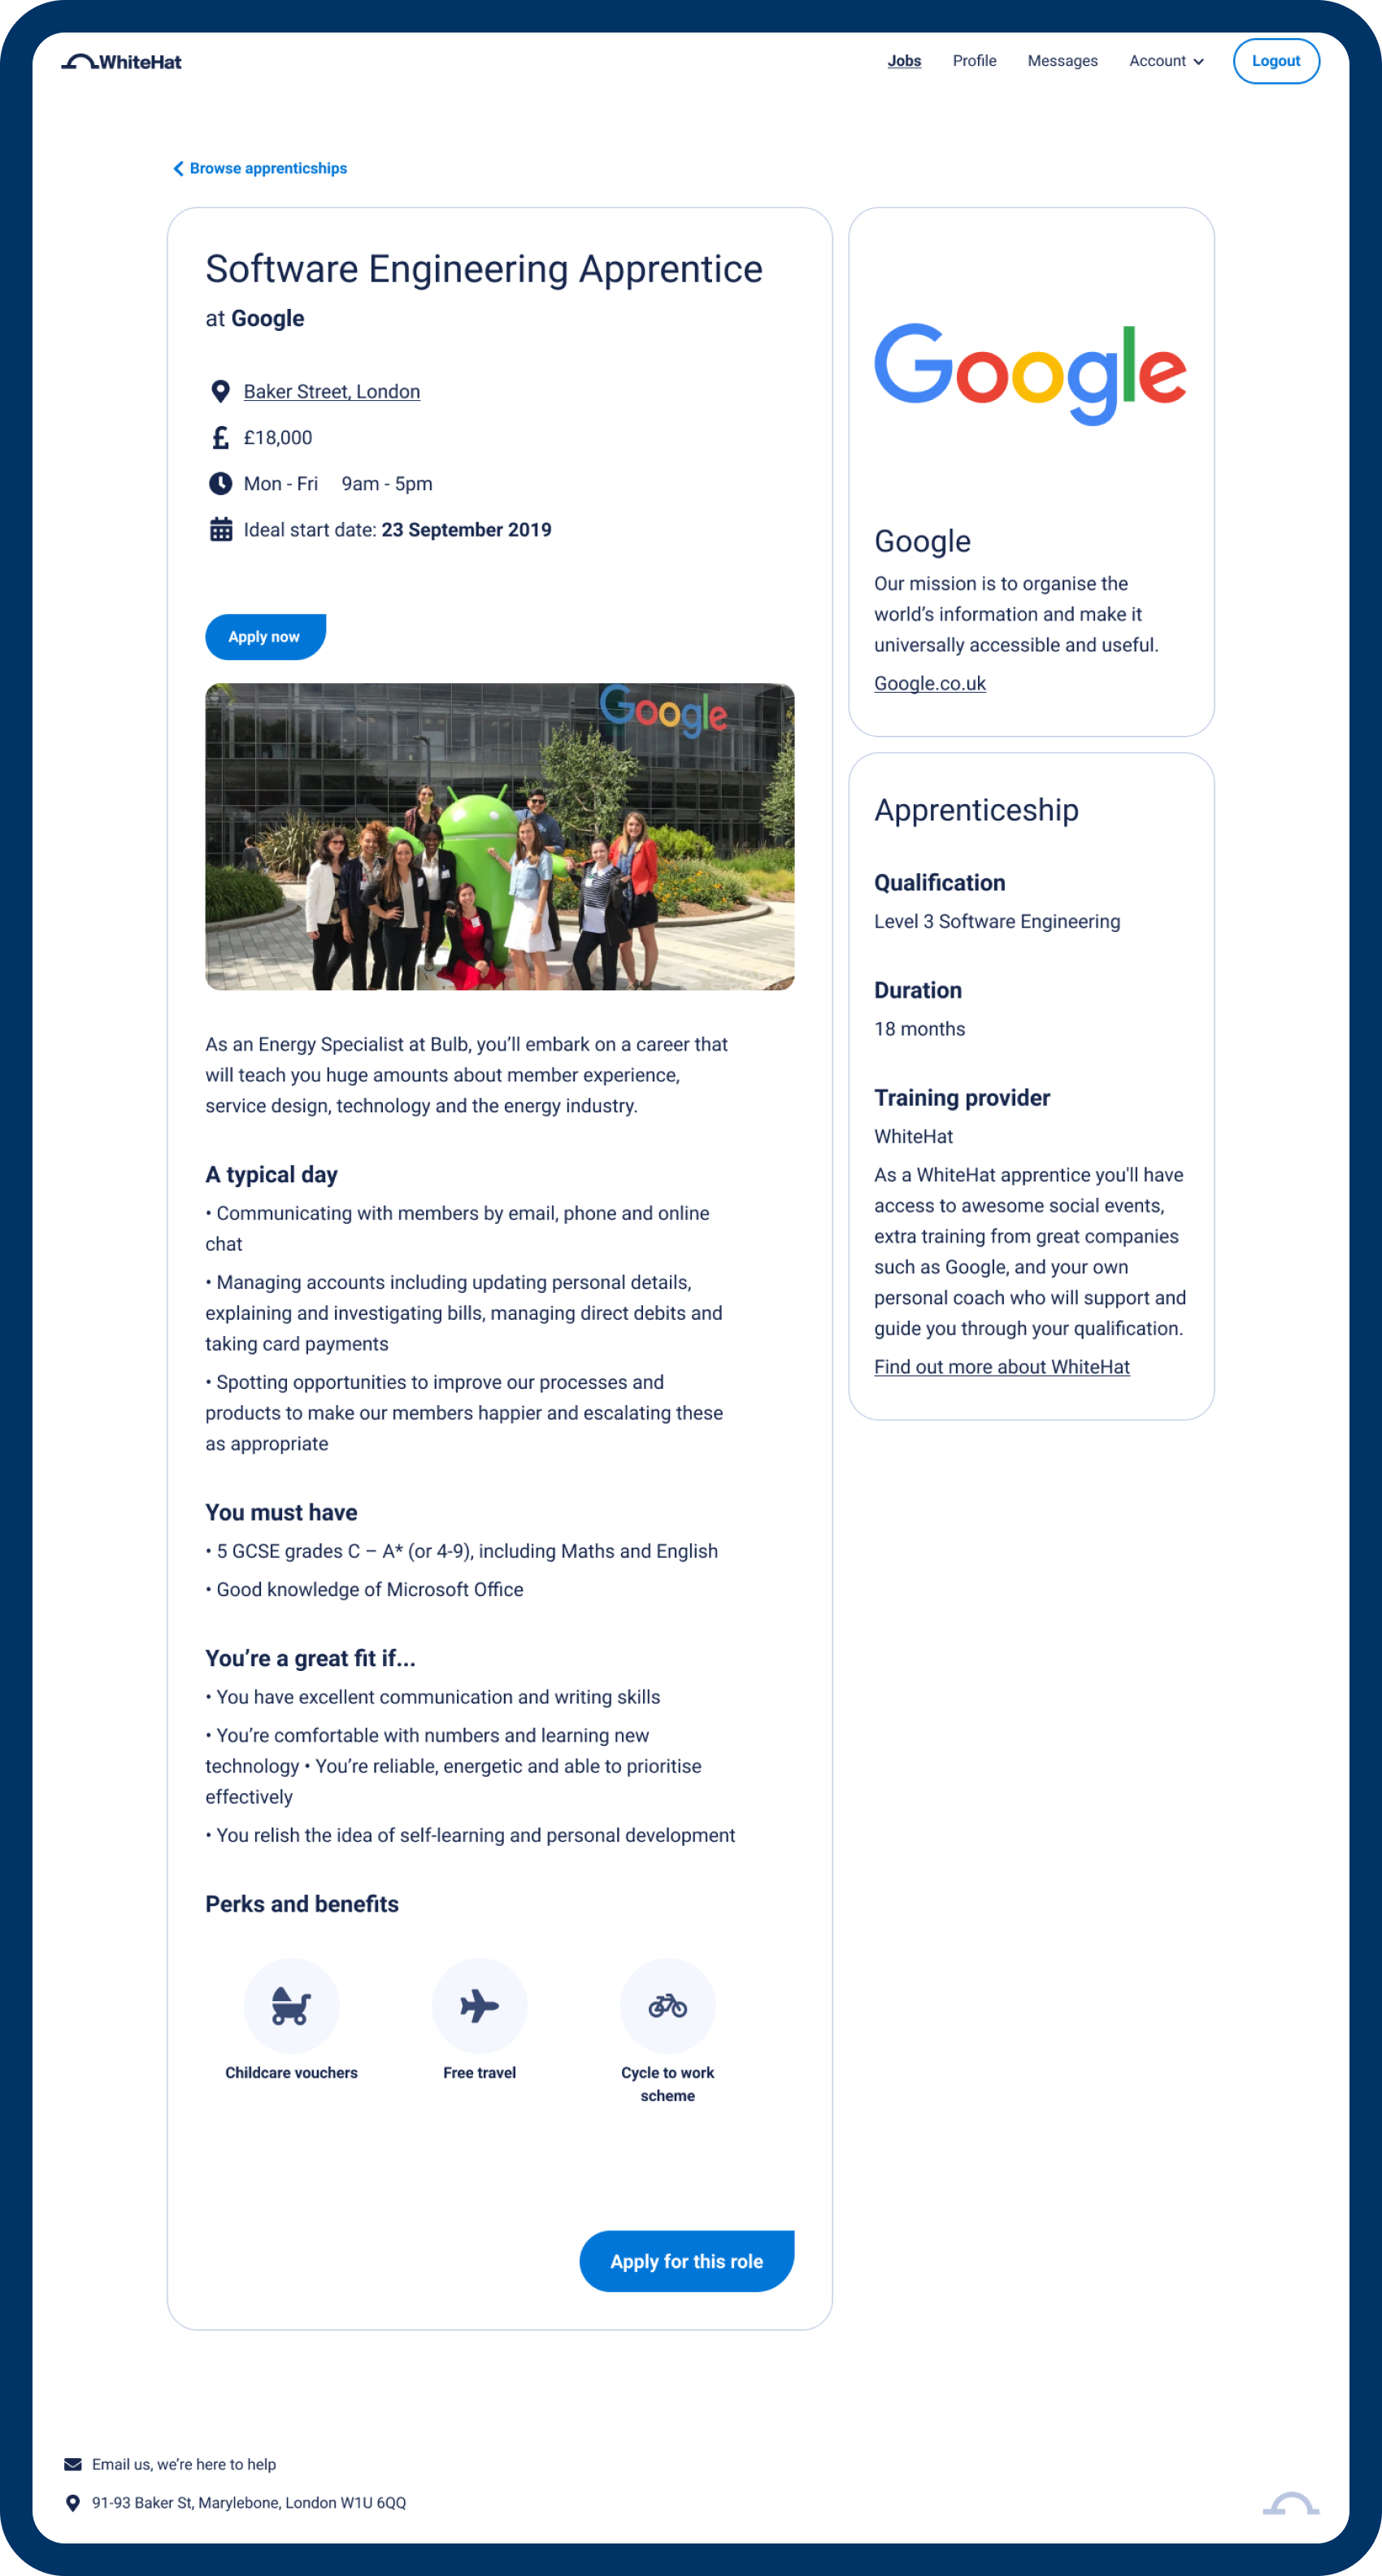 WhiteHat
Jobs Profile Messages Account Logout
Browse apprenticships
Software Engineering Apprentice
at Google
Baker Street, London
£ £18,000
Mon - Fri 9am - 5pm
Ideal start date: 23 September 2019
Apply now
Google
As an Energy Specialist at Bulb, you’ll embark on a career that
will teach you huge amounts about member experience,
service design, technology and the energy industry.
A typical day
• Communicating with members by email, phone and online
chat
• Managing accounts including updating personal details,
explaining and investigating bills, managing direct debits and
taking card payments
• Spotting opportunities to improve our processes and
products to make our members happier and escalating these
as appropriate
You must have
• 5 GCSE grades C – A* (or 4-9), including Maths and English
• Good knowledge of Microsoft Office
You’re a great fit if...
• You have excellent communication and writing skills
• You’re comfortable with numbers and learning new
technology • You’re reliable, energetic and able to prioritise
effectively
• You relish the idea of self-learning and personal development
Perks and benefits
Childcare vouchers
Free travel
Cycle to work
scheme
Apply for this role
Google
Google
Our mission is to organise the
world’s information and make it
universally accessible and useful.
Google.co.uk
Apprenticeship
Qualification
Level 3 Software Engineering
Duration
18 months
Training provider
WhiteHat
As a WhiteHat apprentice you'll have
access to awesome social events,
extra training from great companies
such as Google, and your own
personal coach who will support and
guide you through your qualification.
Find out more about WhiteHat
Email us, we’re here to help
91-93 Baker St, Marylebone, London W1U 6QQ